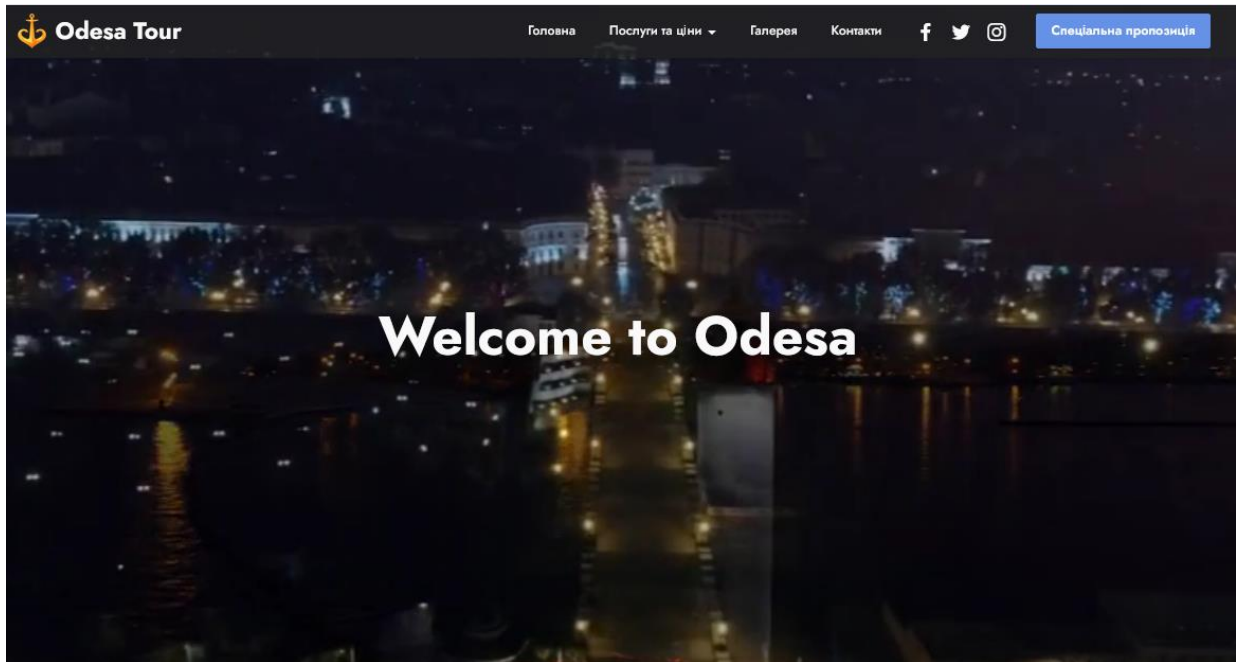 Odesa Tour
Головна Послуги та ціни Галерея Контакти Спеціальна пропозиція
Welcome to Odesa